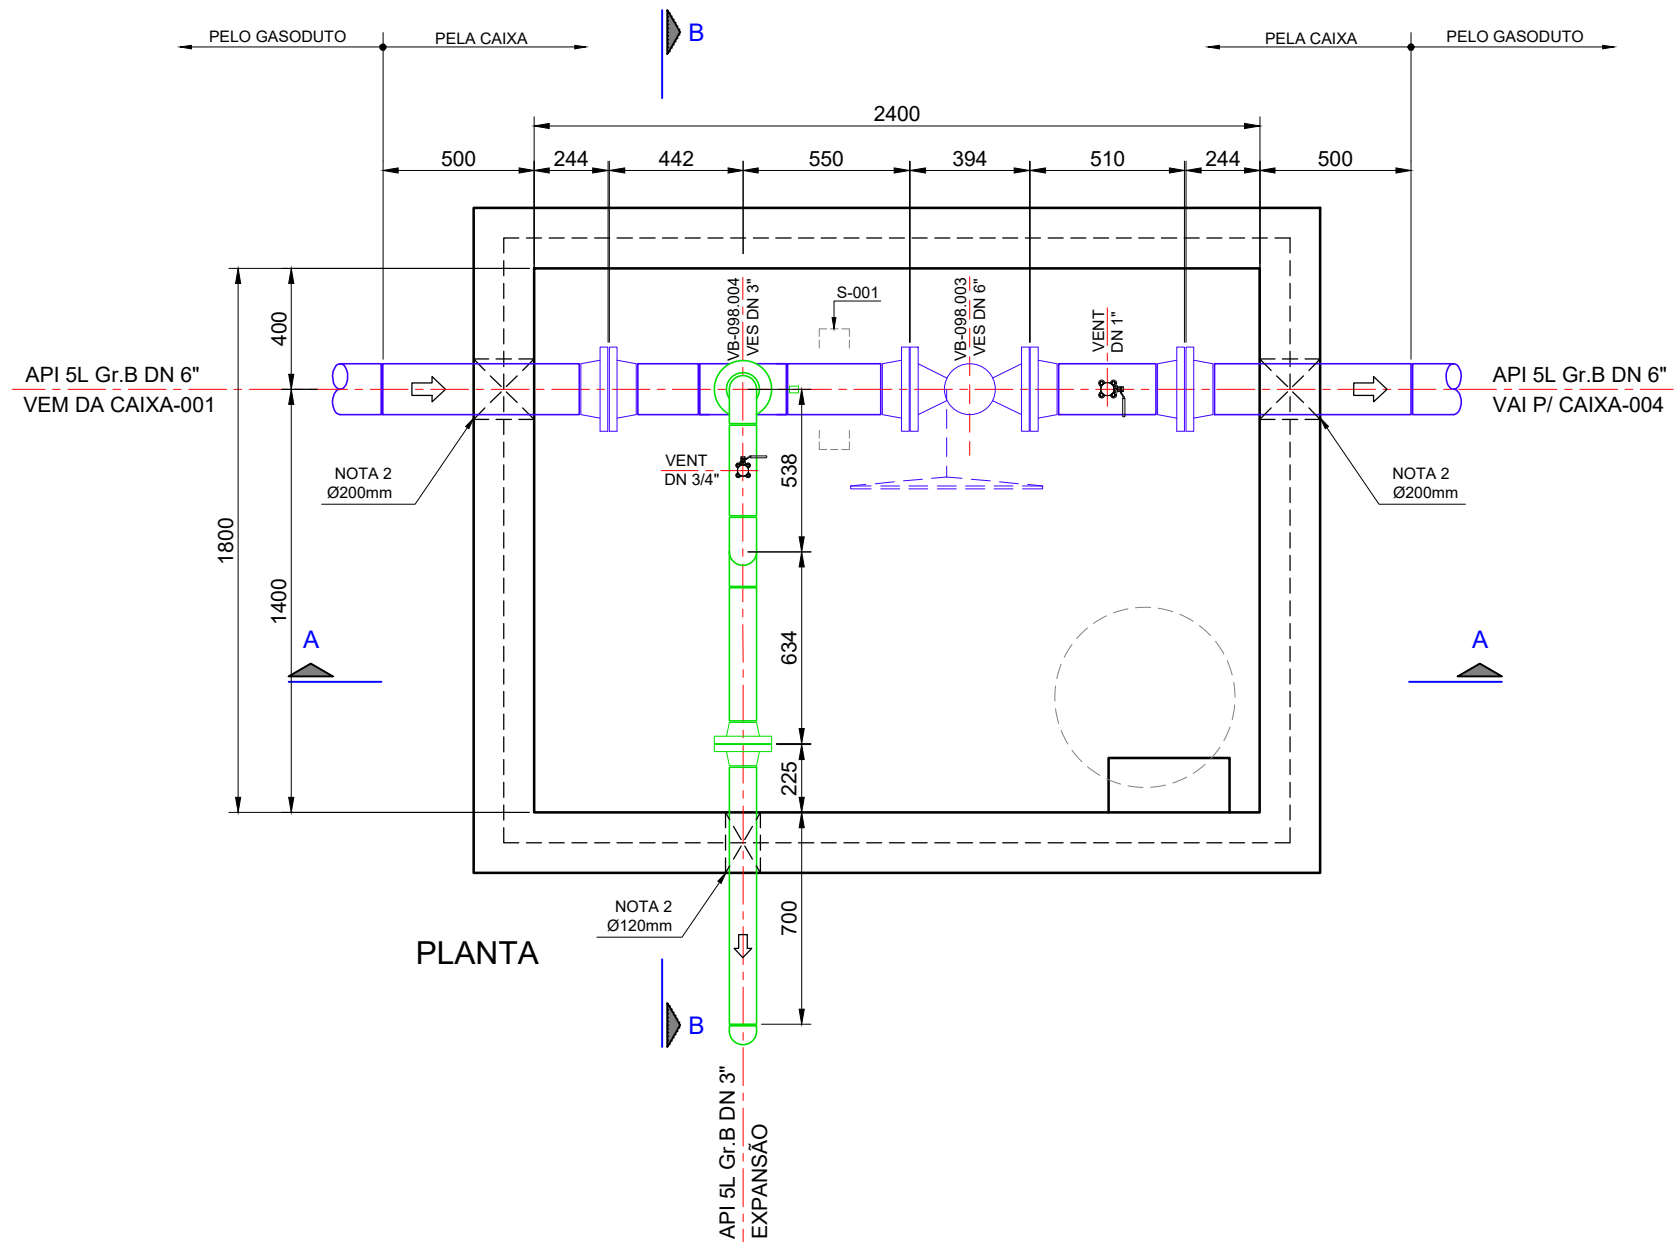 PELO GASODUTO
PELA CAIXA
B
PELA CAIXA
PELO GASODUTO
2400
500
244
442
550
394
510
244
500
400
1800
1400
VB-098.004
VES DN 3"
S-001
VB-098.003
VES DN 6"
VENT
DN 1"
API 5L Gr.B DN 6"
VEM DA CAIXA-001
API 5L Gr.B DN 6"
VAI P/ CAIXA-004
VENT
DN 3/4"
538
NOTA 2
Ø200mm
NOTA 2
Ø200mm
634
A
A
225
NOTA 2
Ø120mm
700
PLANTA
B
API 5L Gr.B DN 3"
EXPANSÃO